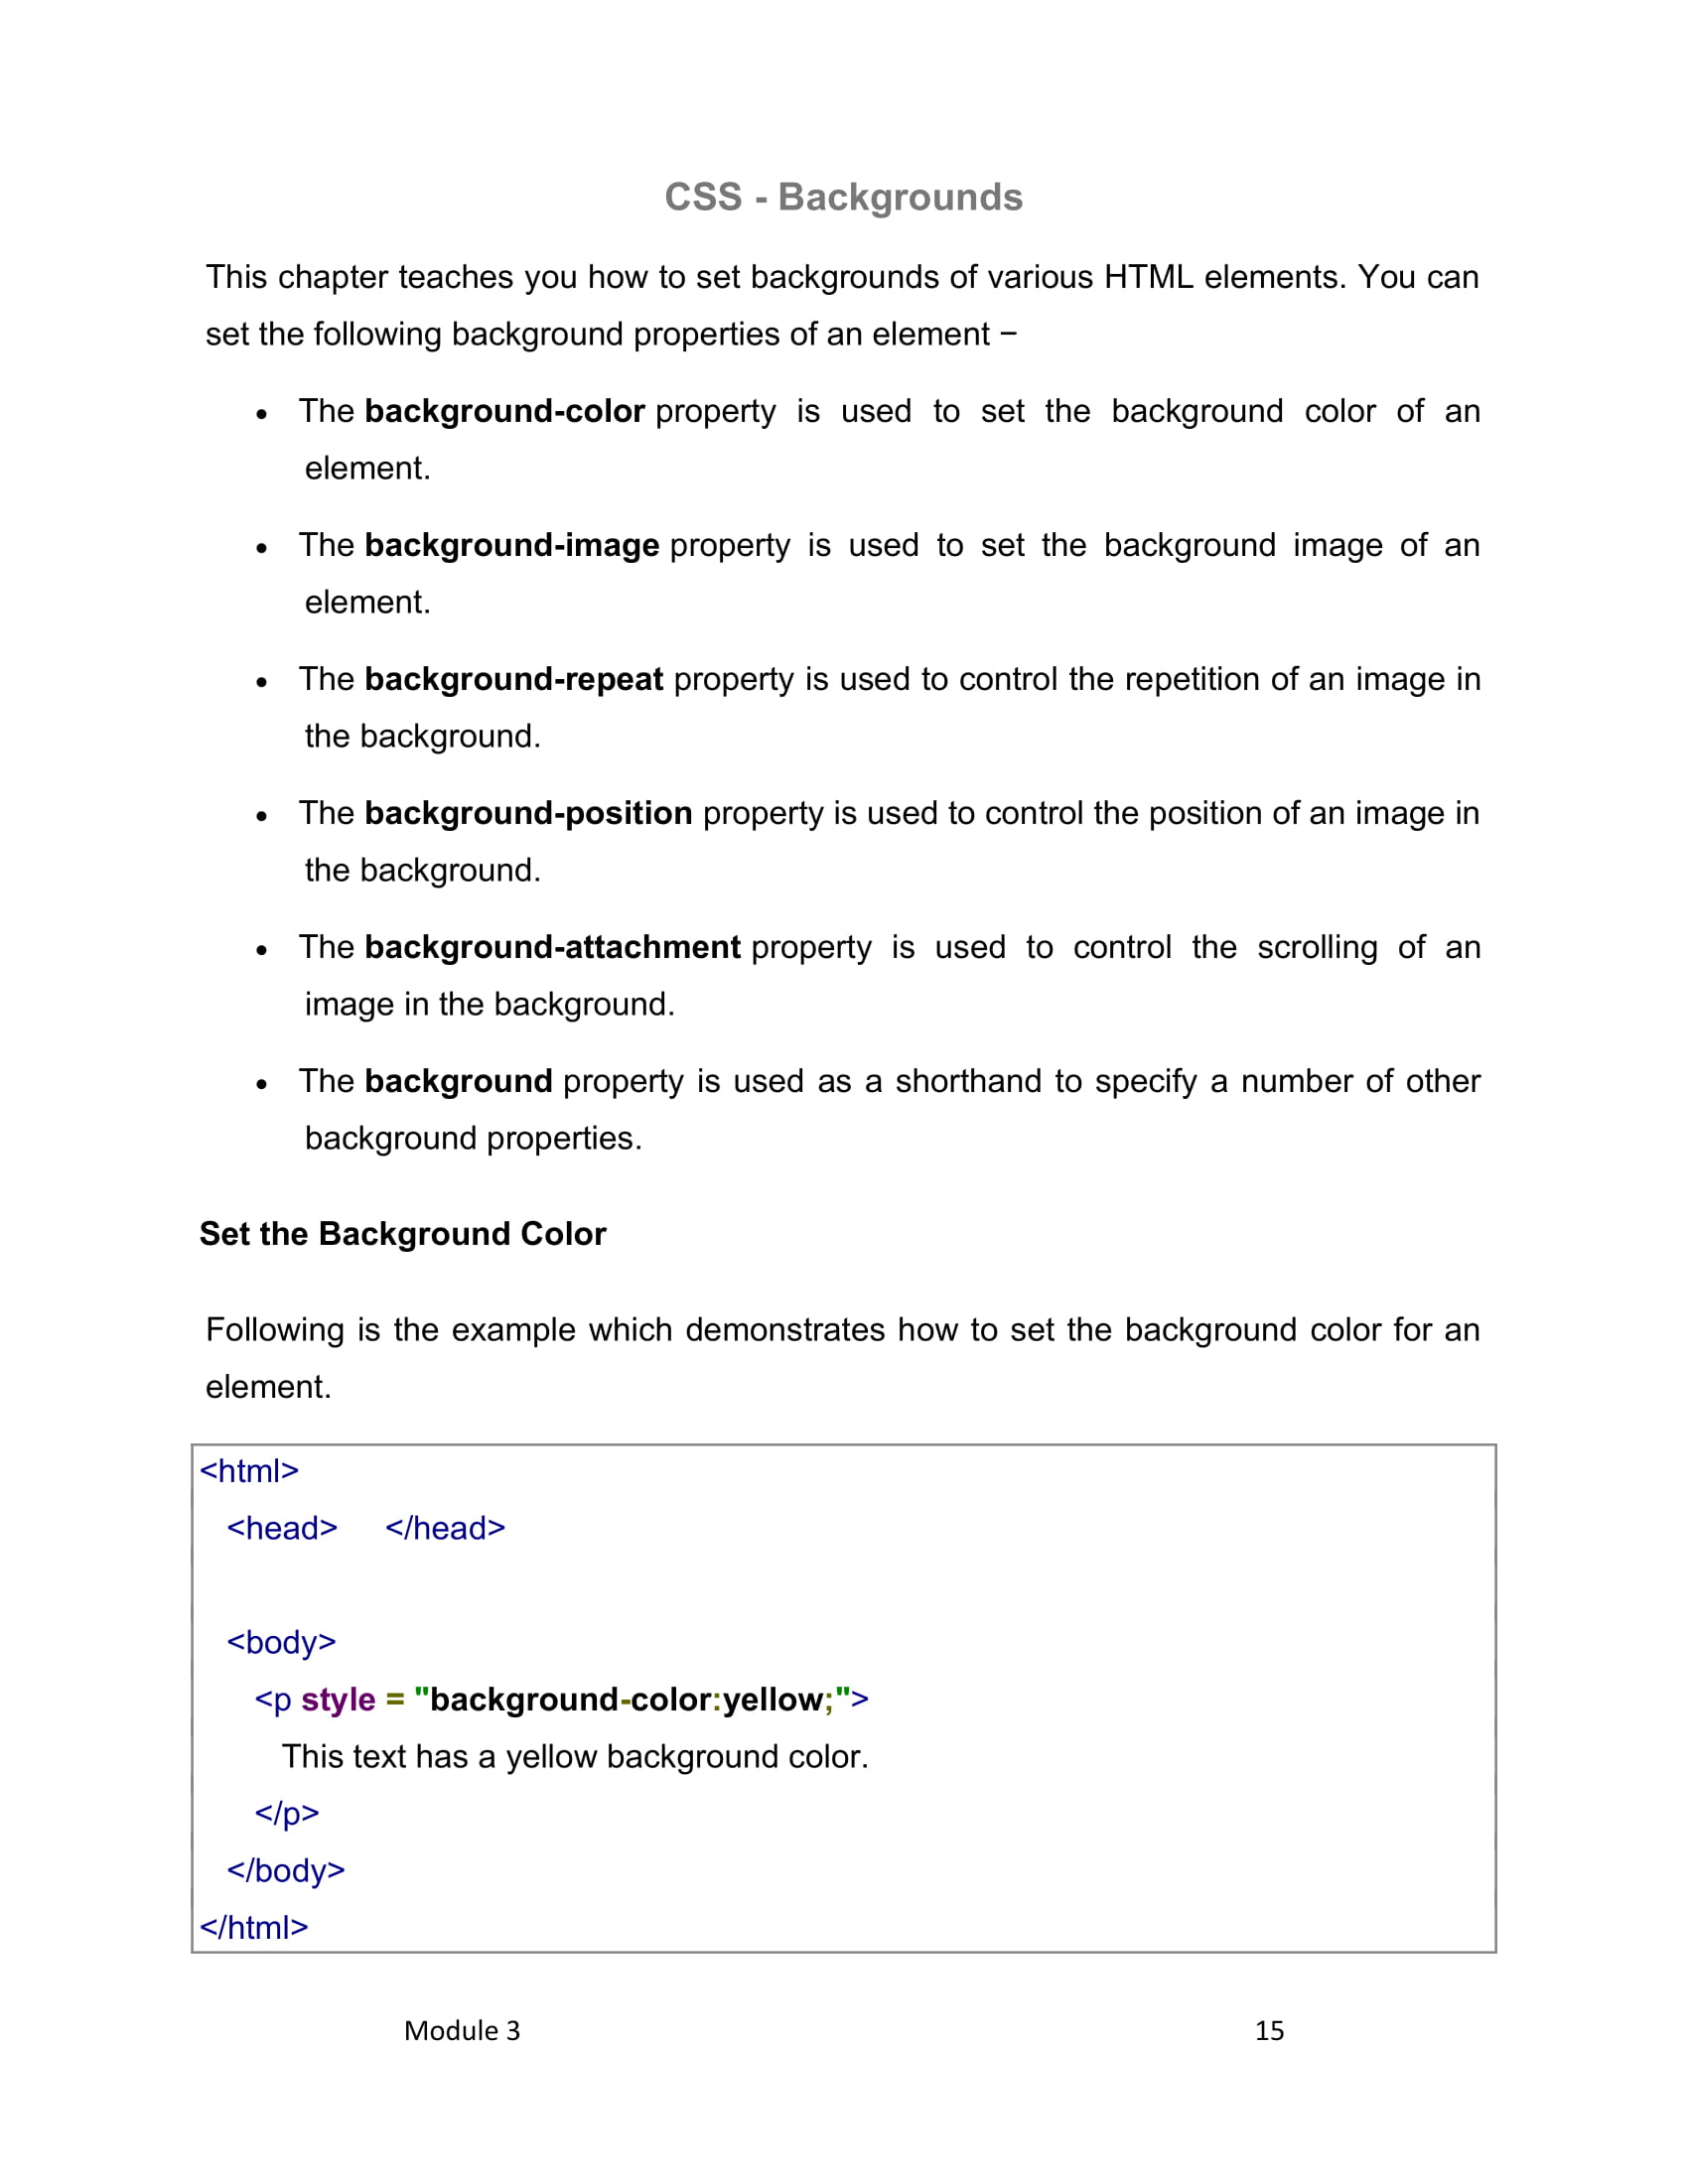 CSS - Backgrounds
This chapter teaches you how to set backgrounds of various HTML elements. You can
set the following background properties of an element −
• The background-color property is used to set the background color of an
element.
• The background-image property is used to set the background image of an
element.
• The background-repeat property is used to control the repetition of an image in
the background.
• The background-position property is used to control the position of an image in
the background.
• The background-attachment property is used to control the scrolling of an
image in the background.
• The background property is used as a shorthand to specify a number of other
background properties.
Set the Background Color
Following is the example which demonstrates how to set the background color for an
element.
<html>
<head> </head>
<body>
<p style = "background-color:yellow;">
This text has a yellow background color.
</p>
</body>
</html>
Module 3 15